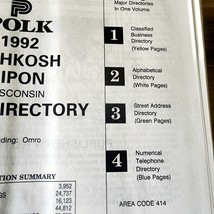 Major Directories
In One Volume
POLK
1992
HKOSH
IPON
SCONSIN
IRECTORY
ding: Omro
TION SUMMARY
3,952
GS 24,737
16,123
44,812
1 Classified
Business
Directory
(Yellow Pages)
2 Alphabetical
Directory
(White Pages)
3 Street Address
Directory
(Green Pages)
4 Numerical
Telephone
Directory
(Blue Pages)
AREA CODE 414